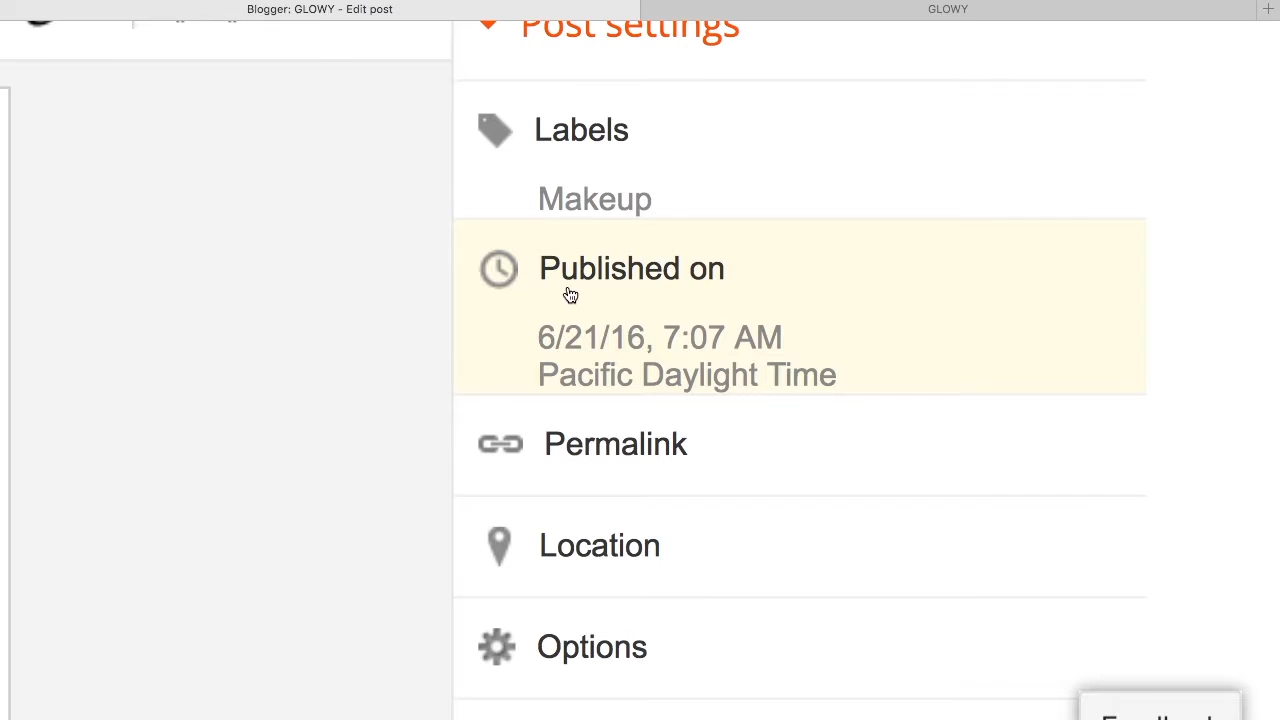 Blogger: GLOWY - Edit post
GLOWY
Post settings
Labels
Makeup
Published on
6/21/16, 7:07 AM
Pacific Daylight Time
Permalink
Location
Options